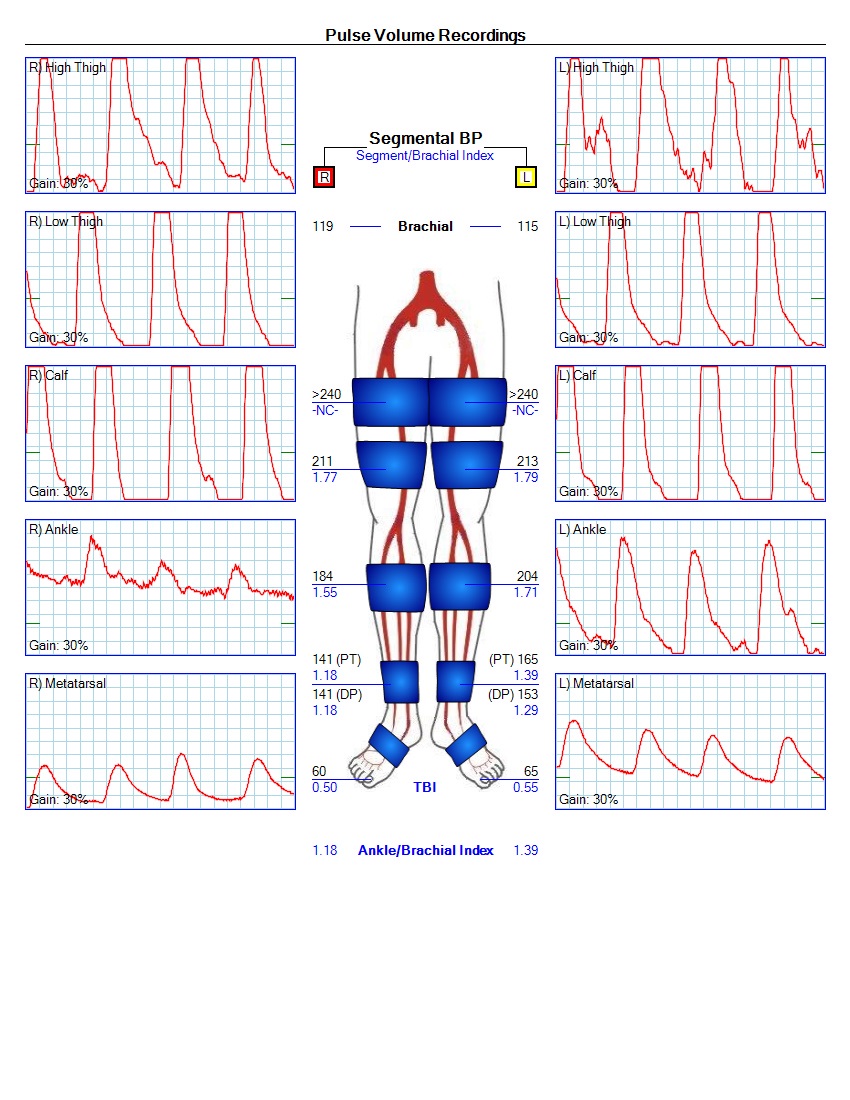 Pulse Volume Recordings
R) High Thigh
Gain: 30%
R) Low Thigh
Gain: 30%
R) Calf
Gain: 30%
R) Ankle
Gain: 30%
R) Metatarsal
Gain: 30%
Segmental BP
Segment/Brachial Index
R L
119 Brachial 115
>240 >240
-NC- -NC-
211 213
1.77 1.79
184 204
1.55 1.71
141 (PT) (PT) 165
1.18 1.39
141 (DP) (DP) 153
1.18 1.29
60 65
0.50 TBI 0.55
1.18 Ankle/Brachial Index 1.39
L) High Thigh
Gain: 30%
L) Low Thigh
Gain: 30%
L) Calf
Gain: 30%
L) Ankle
Gain: 30%
L) Metatarsal
Gain: 30%